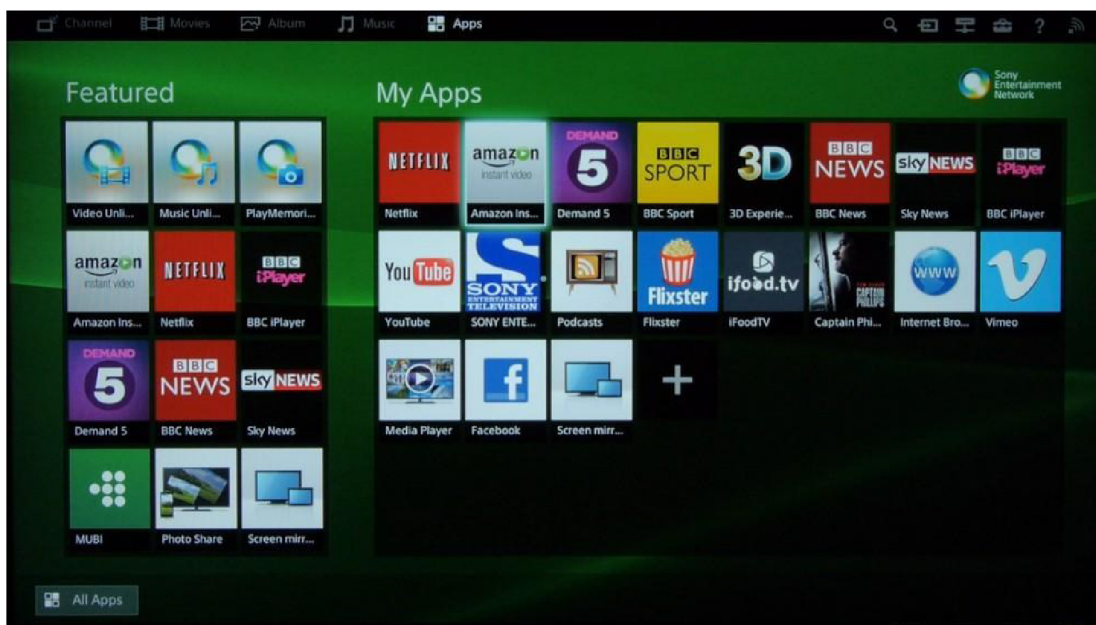 Channel Movies Album Music Apps ?
Sony
Entertainment
Network
Featured
My Apps
Video Unli... Music Unli... PlayMemori...
amazon
instant video
NETFLIX
BBC
iPlayer
Amazon Ins... Netflix BBC iPlayer
DEMAND
5
BBC
NEWS
sky NEWS
Demand 5 BBC News Sky News
MUBI Photo Share Screen mirr...
NETFLIX
amazon
instant video
DEMAND
5
BBC
SPORT
3D
BBC
NEWS
sky NEWS
BBC
iPlayer
Netflix Amazon Ins... Demand 5 BBC Sport 3D Experie... BBC News Sky News BBC iPlayer
You Tube
SONY
ENTERTAINMENT
TELEVISION
Flixster
ifood.tv
CAPTAIN
PHILLIPS
www
YouTube SONY ENTE... Podcasts Flixster iFoodTV Captain Phi... Internet Bro... Vimeo
f
+
Media Player Facebook Screen mirr...
All Apps